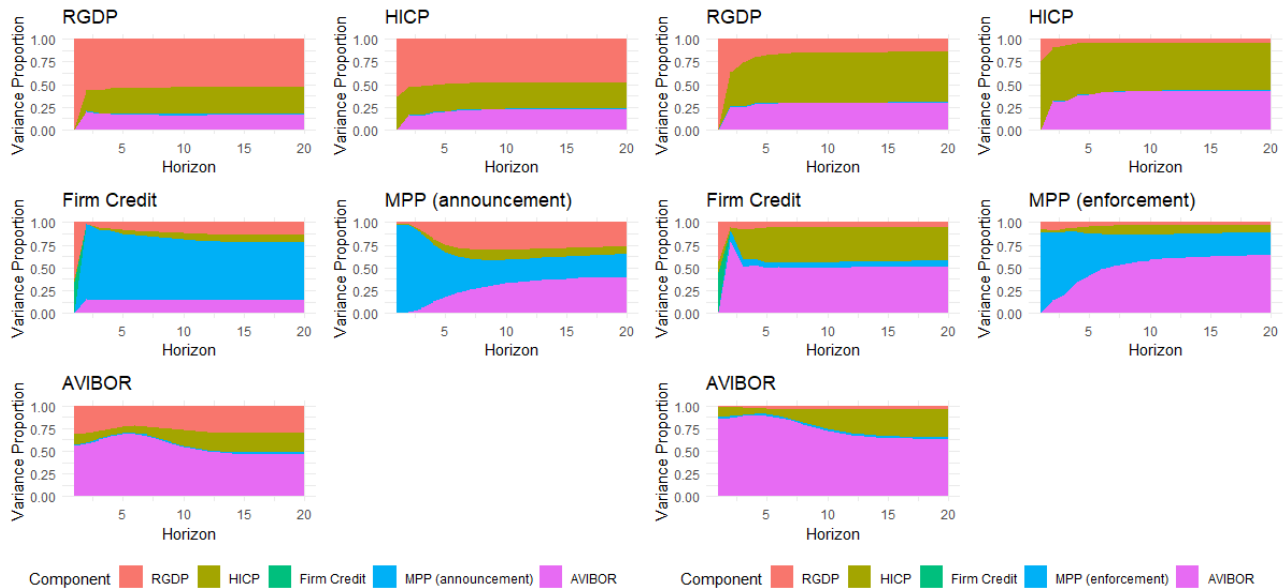 RGDP HICP RGDP HICP
Variance Proportion Variance Proportion Variance Proportion Variance Proportion
1.00 1.00 1.00 1.00
0.75 0.75 0.75 0.75
0.50 0.50 0.50 0.50
0.25 0.25 0.25 0.25
0.00 0.00 0.00 0.00
5 10 15 20 5 10 15 20 5 10 15 20 5 10 15 20
Horizon Horizon Horizon Horizon
Firm Credit MPP (announcement) Firm Credit MPP (enforcement)
Variance Proportion Variance Proportion Variance Proportion Variance Proportion
1.00 1.00 1.00 1.00
0.75 0.75 0.75 0.75
0.50 0.50 0.50 0.50
0.25 0.25 0.25 0.25
0.00 0.00 0.00 0.00
5 10 15 20 5 10 15 20 5 10 15 20 5 10 15 20
Horizon Horizon Horizon Horizon
AVIBOR AVIBOR
Variance Proportion Variance Proportion
1.00 1.00
0.75 0.75
0.50 0.50
0.25 0.25
0.00 0.00
5 10 15 20 5 10 15 20
Horizon Horizon
Component RGDP HICP Firm Credit MPP (announcement) AVIBOR Component RGDP HICP Firm Credit MPP (enforcement) AVIBOR